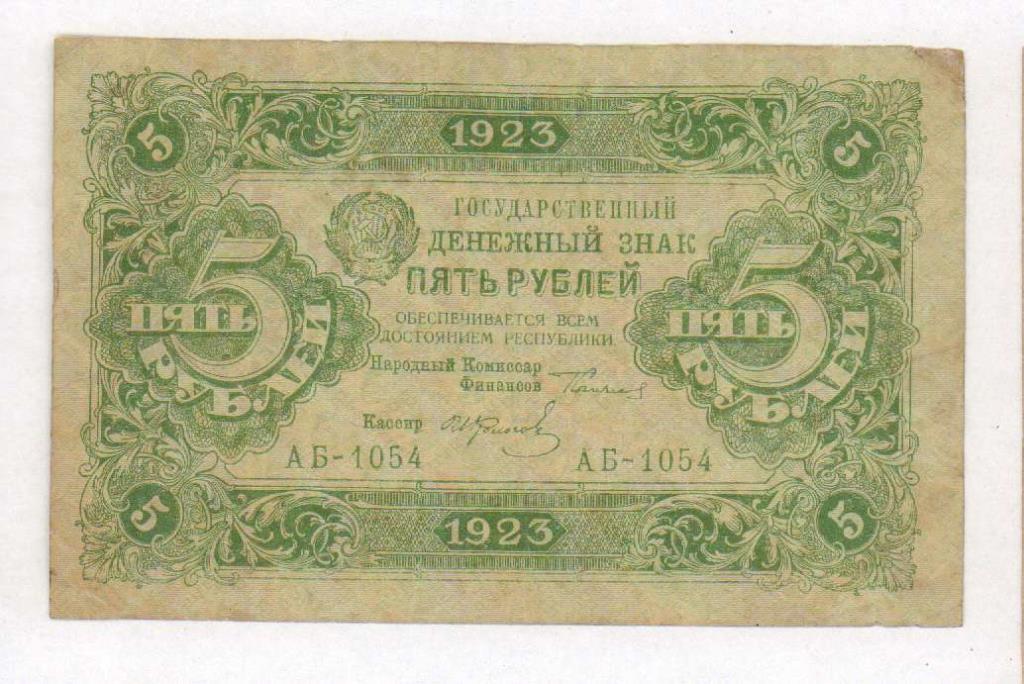 5 1923 5
ГОСУДАРСТВЕННЫЙ
ДЕНЕЖНЫЙ ЗНАК
ПЯТЬ РУБЛЕЙ
ОБЕСПЕЧИВАЕТСЯ ВСЕМ
ДОСТОЯНИЕМ РЕСПУБЛИКИ
5
ПЯТЬ
РУБЛЕЙ
5
ПЯТЬ
РУБЛЕЙ
Народный Комиссар
Финансов
Кассир
АБ-1054 АБ-1054
5 1923 5